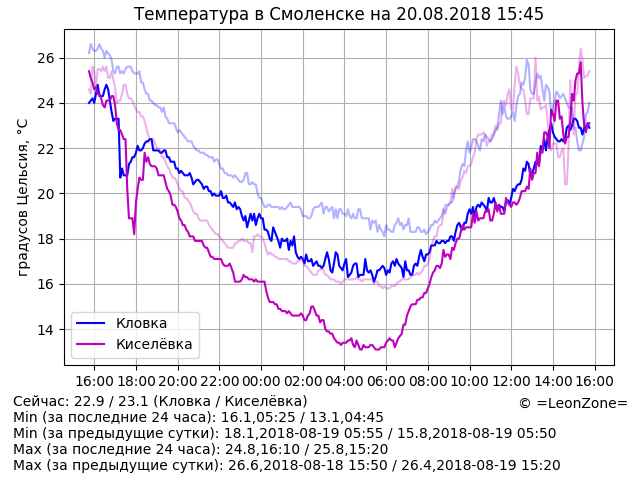 Температура в Смоленске на 20.08.2018 15:45
градусов Цельсия, °C
26
24
22
20
18
16
14
Кловка
Киселёвка
16:00 18:00 20:00 22:00 00:00 02:00 04:00 06:00 08:00 10:00 12:00 14:00 16:00
Сейчас: 22.9 / 23.1 (Кловка / Киселёвка)
© =LeonZone=
Min (за последние 24 часа): 16.1,05:25 / 13.1,04:45
Min (за предыдущие сутки): 18.1,2018-08-19 05:55 / 15.8,2018-08-19 05:50
Max (за последние 24 часа): 24.8,16:10 / 25.8,15:20
Max (за предыдущие сутки): 26.6,2018-08-18 15:50 / 26.4,2018-08-19 15:20